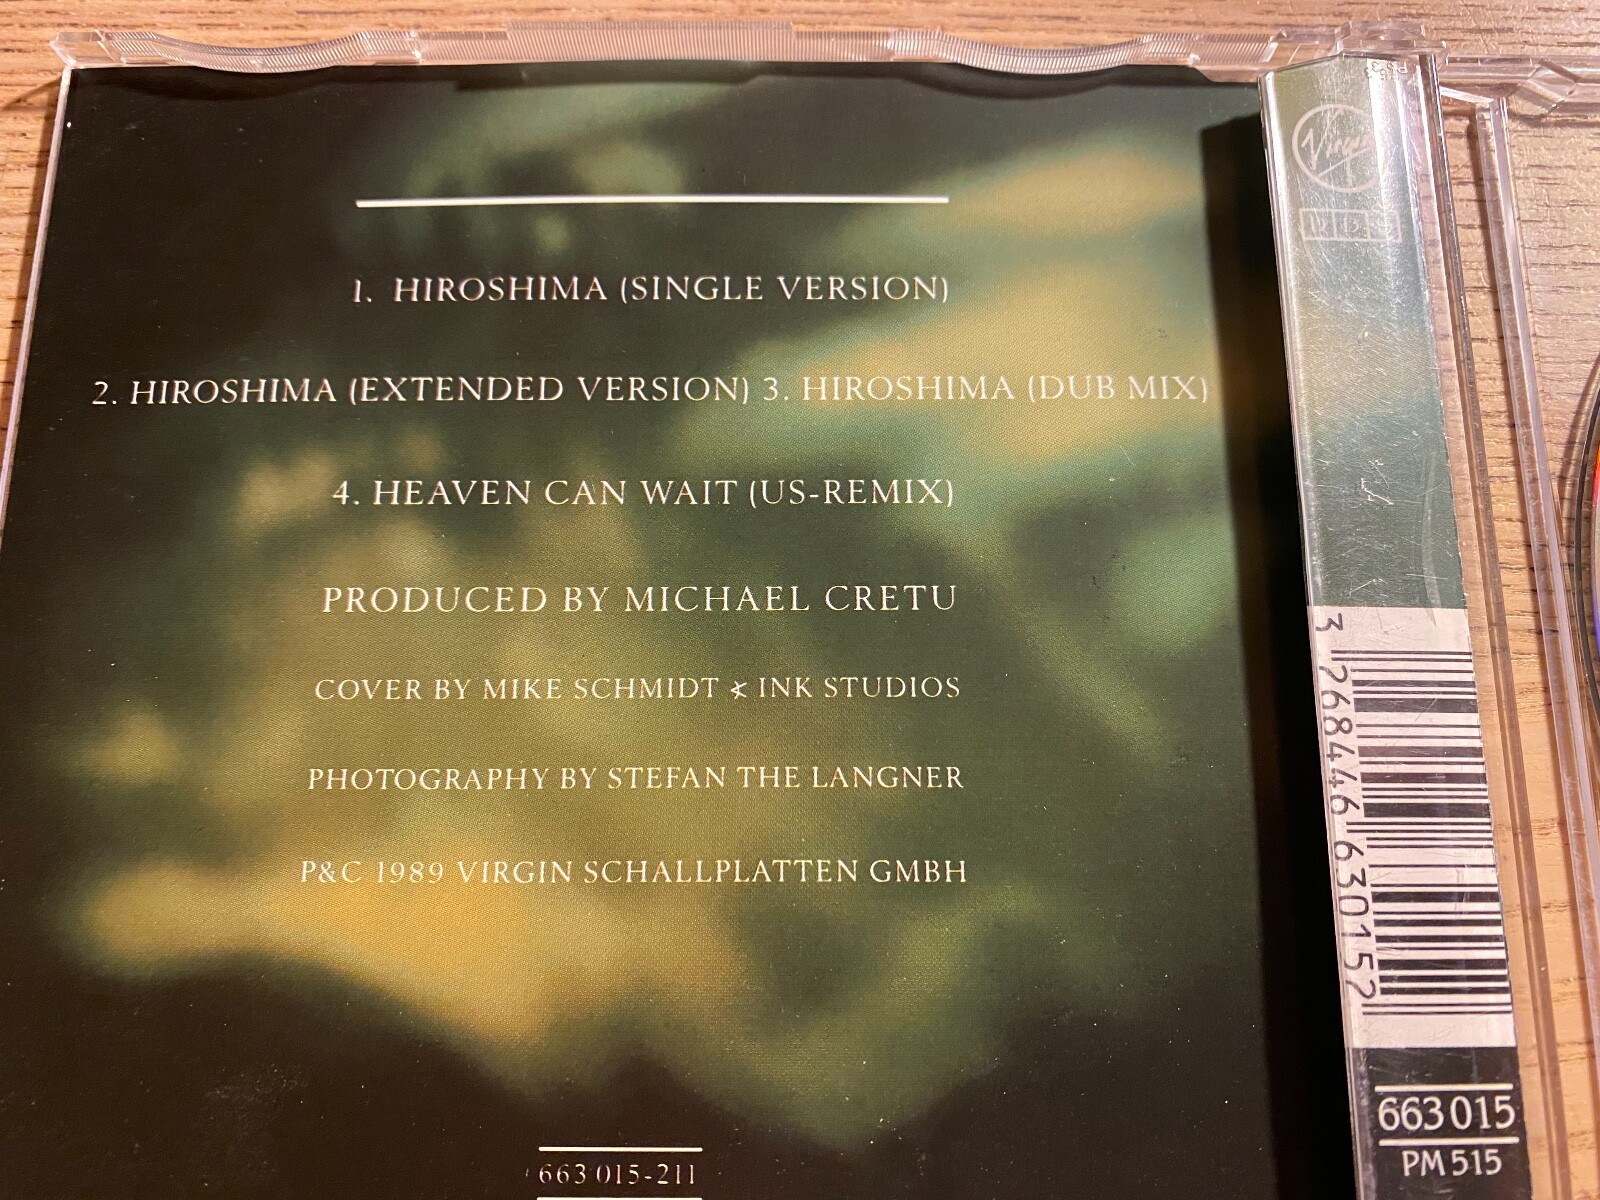 1. HIROSHIMA (SINGLE VERSION)
2. HIROSHIMA (EXTENDED VERSION) 3. HIROSHIMA (DUB MIX)
4. HEAVEN CAN WAIT (US-REMIX)
PRODUCED BY MICHAEL CRETU
COVER BY MIKE SCHMIDT < INK STUDIOS
PHOTOGRAPHY BY STEFAN THE LANGNER
P&C 1989 VIRGIN SCHALLPLATTEN GMBH
663 015-211
Virgin
3 268446 630152
663 015
PM 515